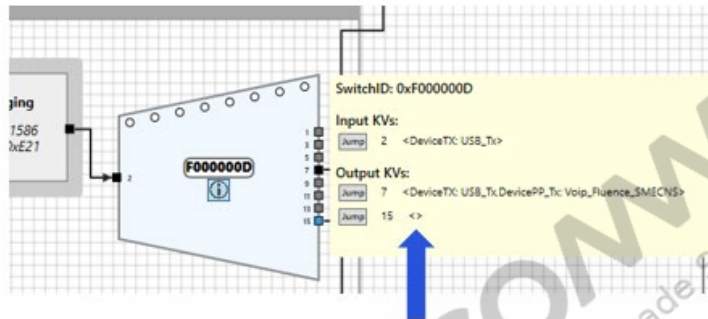 ging
1586
0xE21
2
F000000D
1
3
5
7
9
11
13
15
SwitchID: 0xF000000D
Input KVs:
Jump 2 <DeviceTX: USB_Tx>
Output KVs:
Jump 7 <DeviceTX: USB_Tx,DevicePP_Tx: Voip_Fluence_SMECNS>
Jump 15 <>